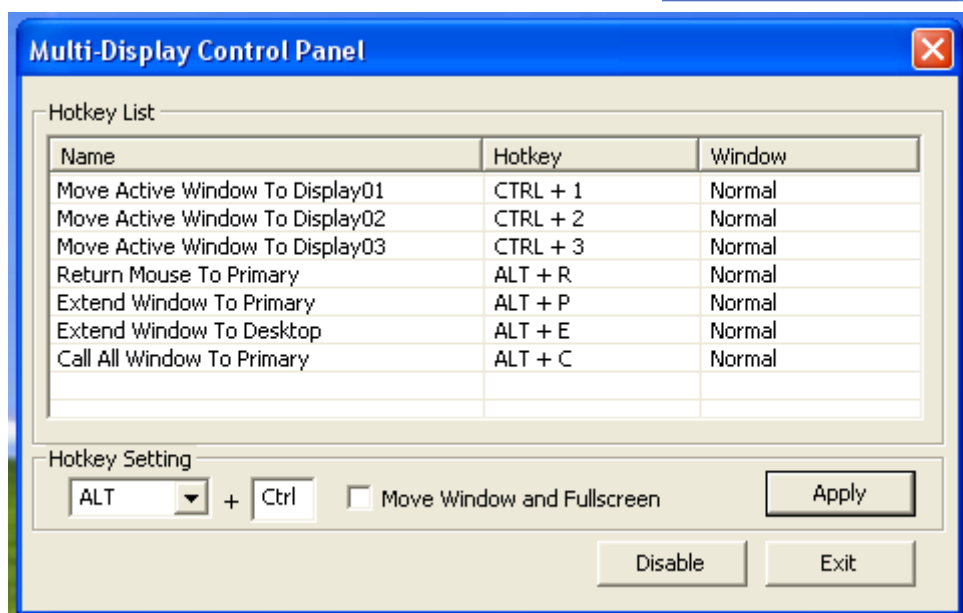 Multi-Display Control Panel
Hotkey List
Name Hotkey Window
Move Active Window To Display01 CTRL + 1 Normal
Move Active Window To Display02 CTRL + 2 Normal
Move Active Window To Display03 CTRL + 3 Normal
Return Mouse To Primary ALT + R Normal
Extend Window To Primary ALT + P Normal
Extend Window To Desktop ALT + E Normal
Call All Window To Primary ALT + C Normal
Hotkey Setting
ALT + Ctrl Move Window and Fullscreen Apply
Disable Exit